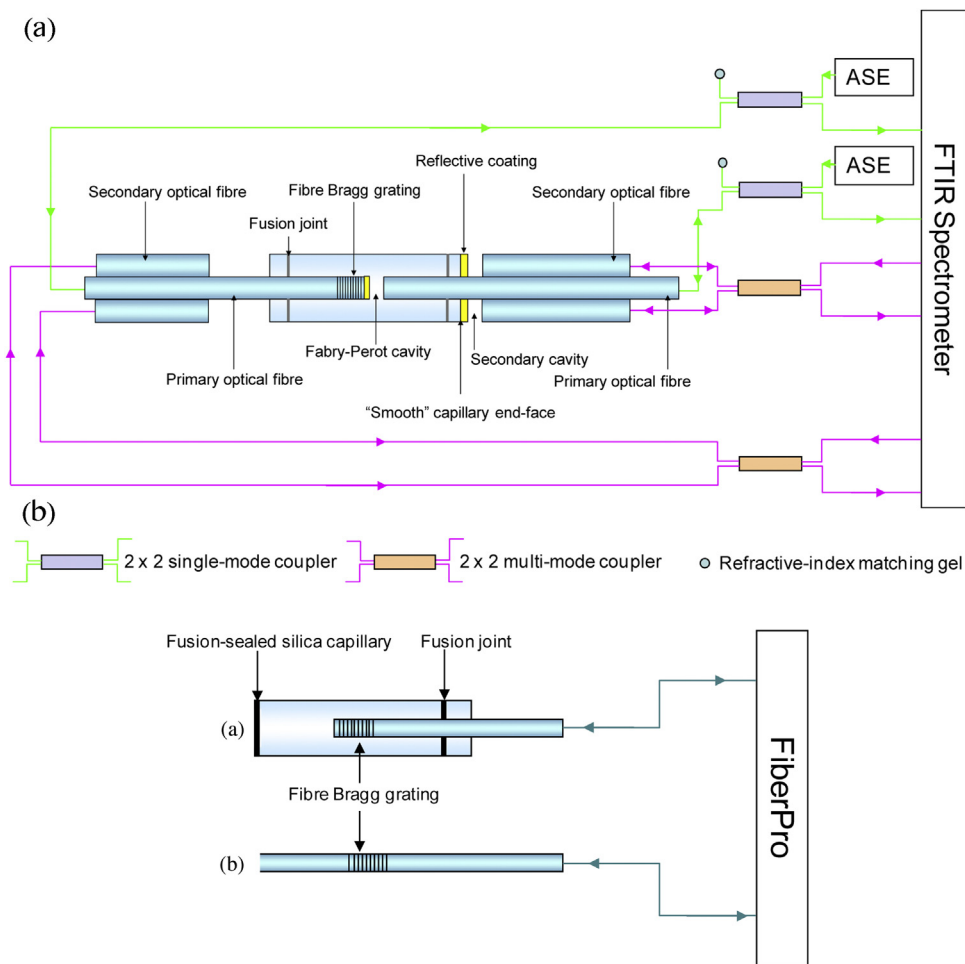 (a)
ASE
ASE
FTIR Spectrometer
Reflective coating
Secondary optical fibre
Fibre Bragg grating
Secondary optical fibre
Fusion joint
Fabry-Perot cavity
Secondary cavity
Primary optical fibre
Primary optical fibre
“Smooth” capillary end-face
(b)
2 x 2 single-mode coupler
2 x 2 multi-mode coupler
Refractive-index matching gel
Fusion-sealed silica capillary
Fusion joint
(a)
Fibre Bragg grating
(b)
FiberPro